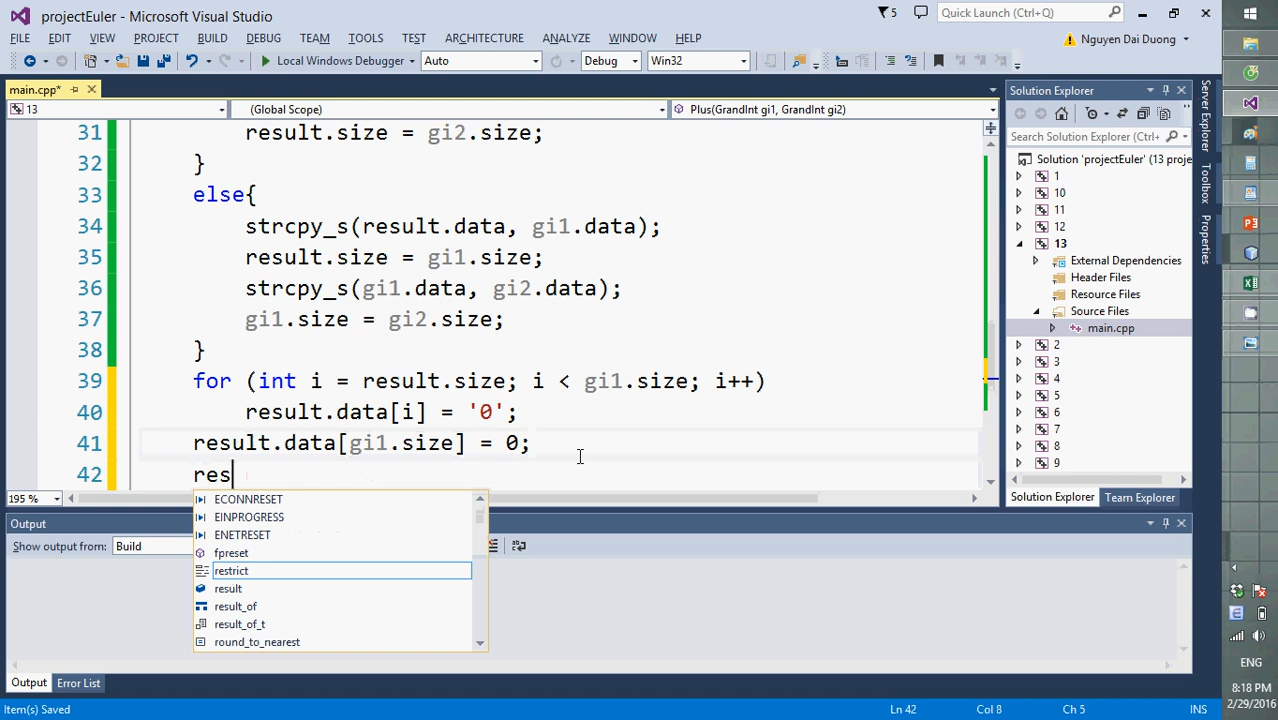 projectEuler - Microsoft Visual Studio
5
Quick Launch (Ctrl+Q)
FILE EDIT VIEW PROJECT BUILD DEBUG TEAM TOOLS TEST ARCHITECTURE ANALYZE WINDOW HELP
Nguyen Dai Duong
Local Windows Debugger Auto Debug Win32
main.cpp*
13 (Global Scope) Plus(GrandInt gi1, GrandInt gi2)
31 result.size = gi2.size;
32 }
33 else{
34 strcpy_s(result.data, gi1.data);
35 result.size = gi1.size;
36 strcpy_s(gi1.data, gi2.data);
37 gi1.size = gi2.size;
38 }
39 for (int i = result.size; i < gi1.size; i++)
40 result.data[i] = '0';
41 result.data[gi1.size] = 0;
42 res
ECONNRESET
EINPROGRESS
ENETRESET
fpreset
restrict
result
result_of
result_of_t
round_to_nearest
195 %
Output
Show output from: Build
Output Error List
Solution Explorer
Search Solution Explorer (Ctrl+
Solution 'projectEuler' (13 proje
1
10
11
12
13
External Dependencies
Header Files
Resource Files
Source Files
main.cpp
2
3
4
5
6
7
8
9
Solution Explorer Team Explorer
Server Explorer
Toolbox
Properties
Item(s) Saved Ln 42 Col 8 Ch 5 INS
ENG
8:18 PM
2/29/2016